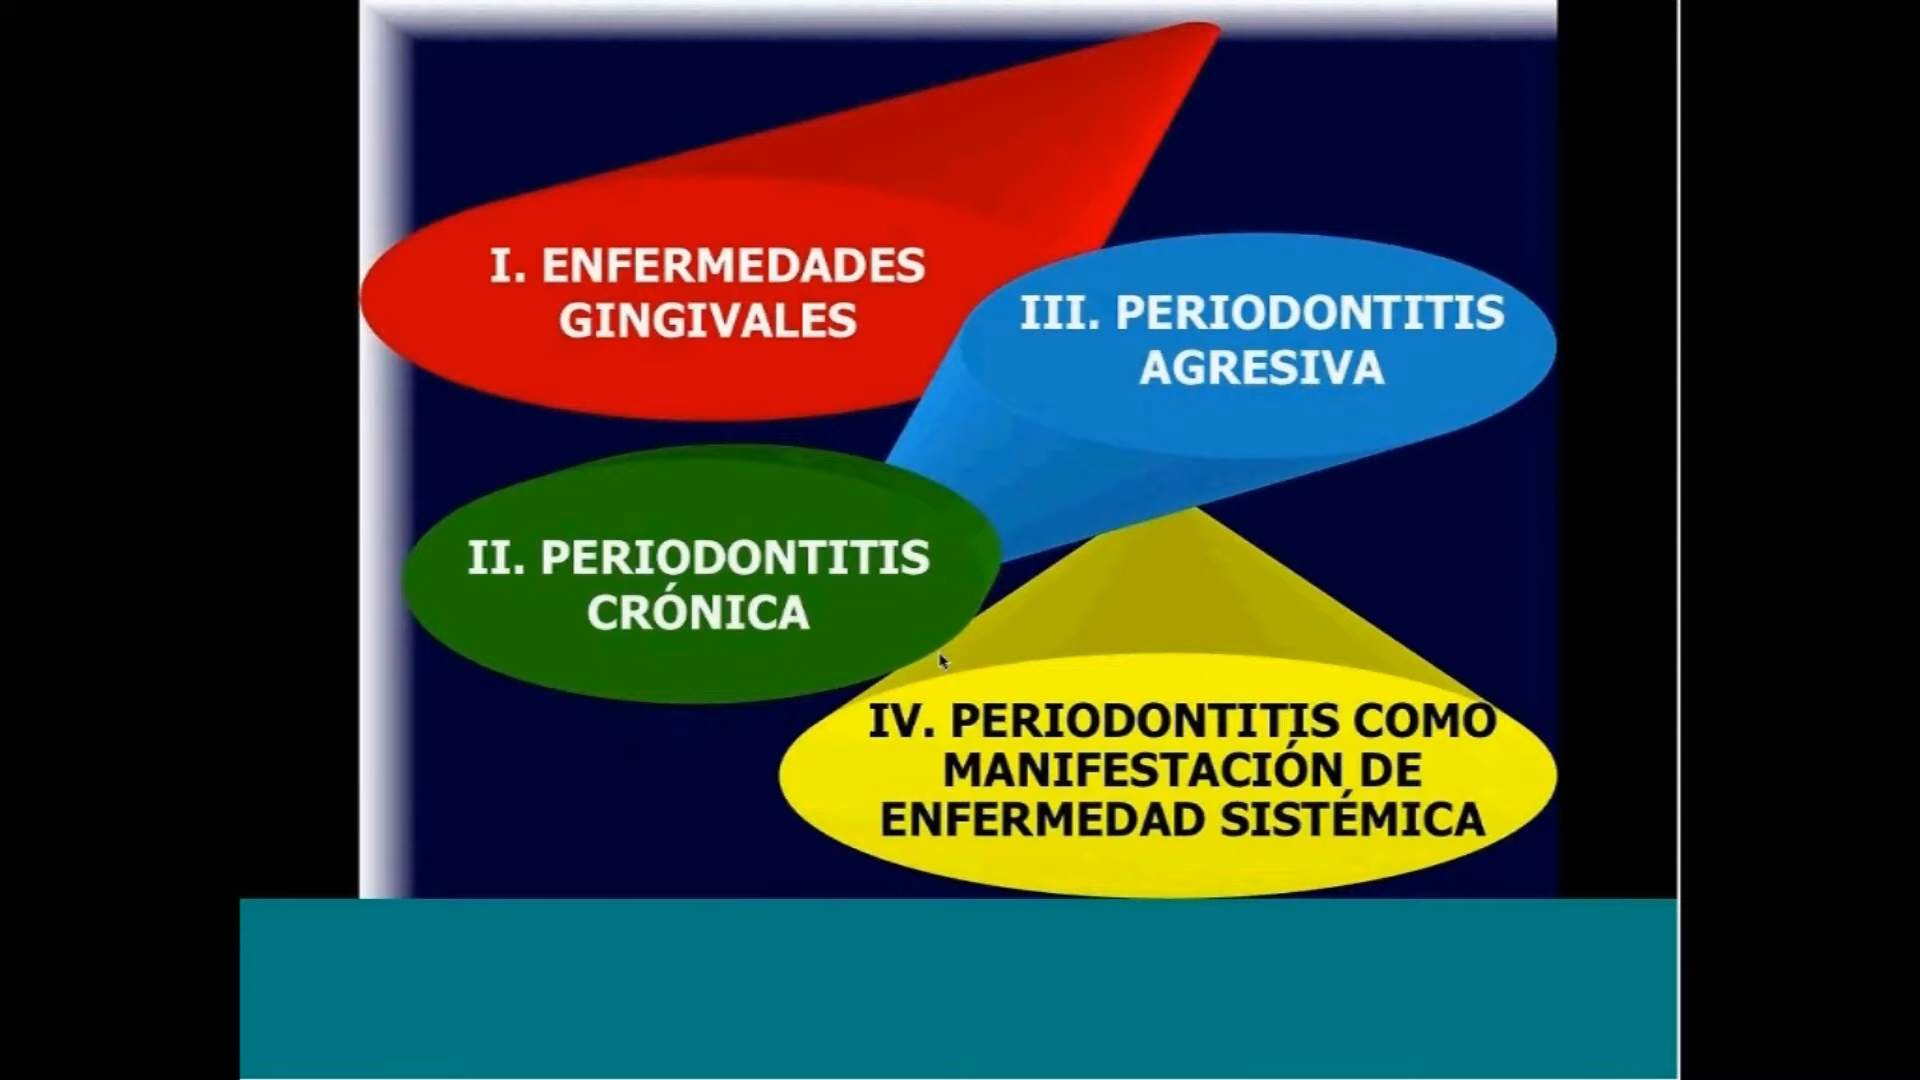 I. ENFERMEDADES
GINGIVALES
II. PERIODONTITIS
CRÓNICA
III. PERIODONTITIS
AGRESIVA
IV. PERIODONTITIS COMO
MANIFESTACIÓN DE
ENFERMEDAD SISTÉMICA